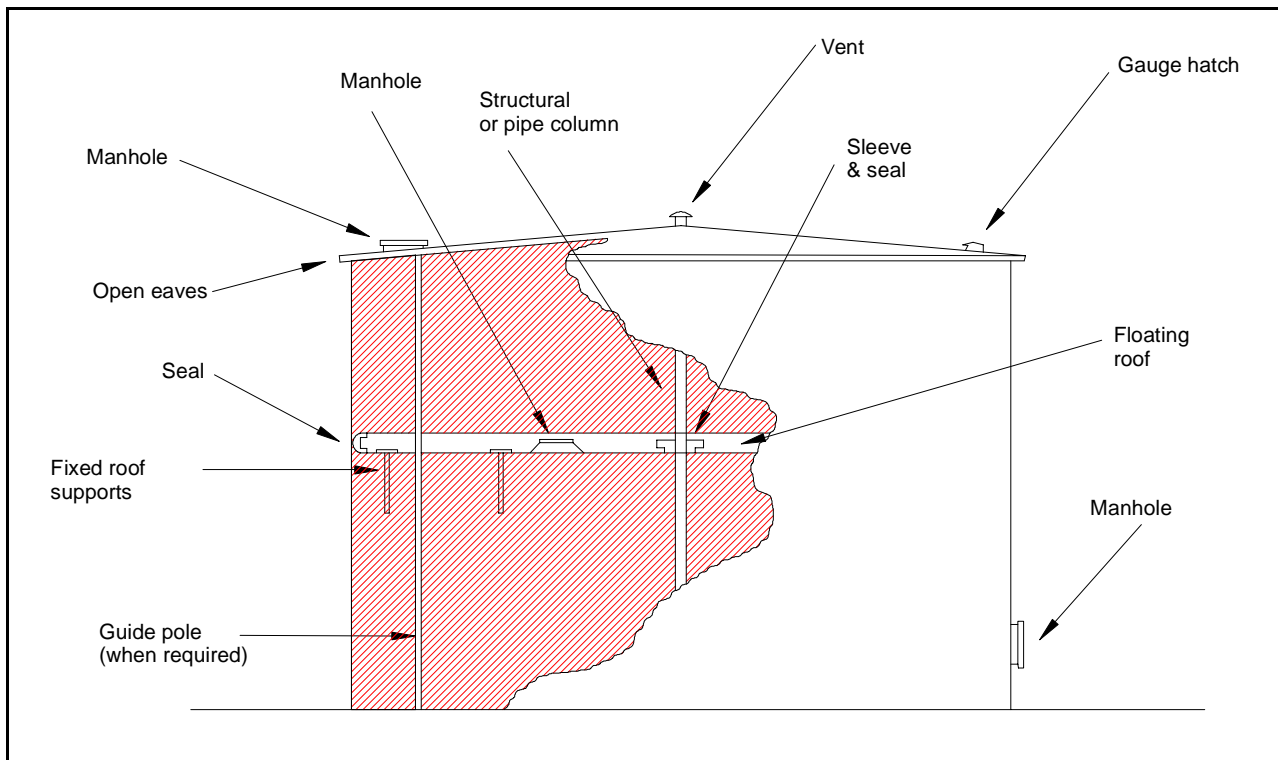 Vent
Gauge hatch
Manhole
Structural
or pipe column
Sleeve
& seal
Manhole
Open eaves
Floating
roof
Seal
Fixed roof
supports
Manhole
Guide pole
(when required)